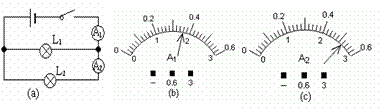 A₁
L₁
A₂
L₂
(a)
0.2 0.4
0 1 2 3 0.6
0
A₁
– 0.6 3
(b)
0.2 0.4
0 1 2 3 0.6
0
A₂
– 0.6 3
(c)